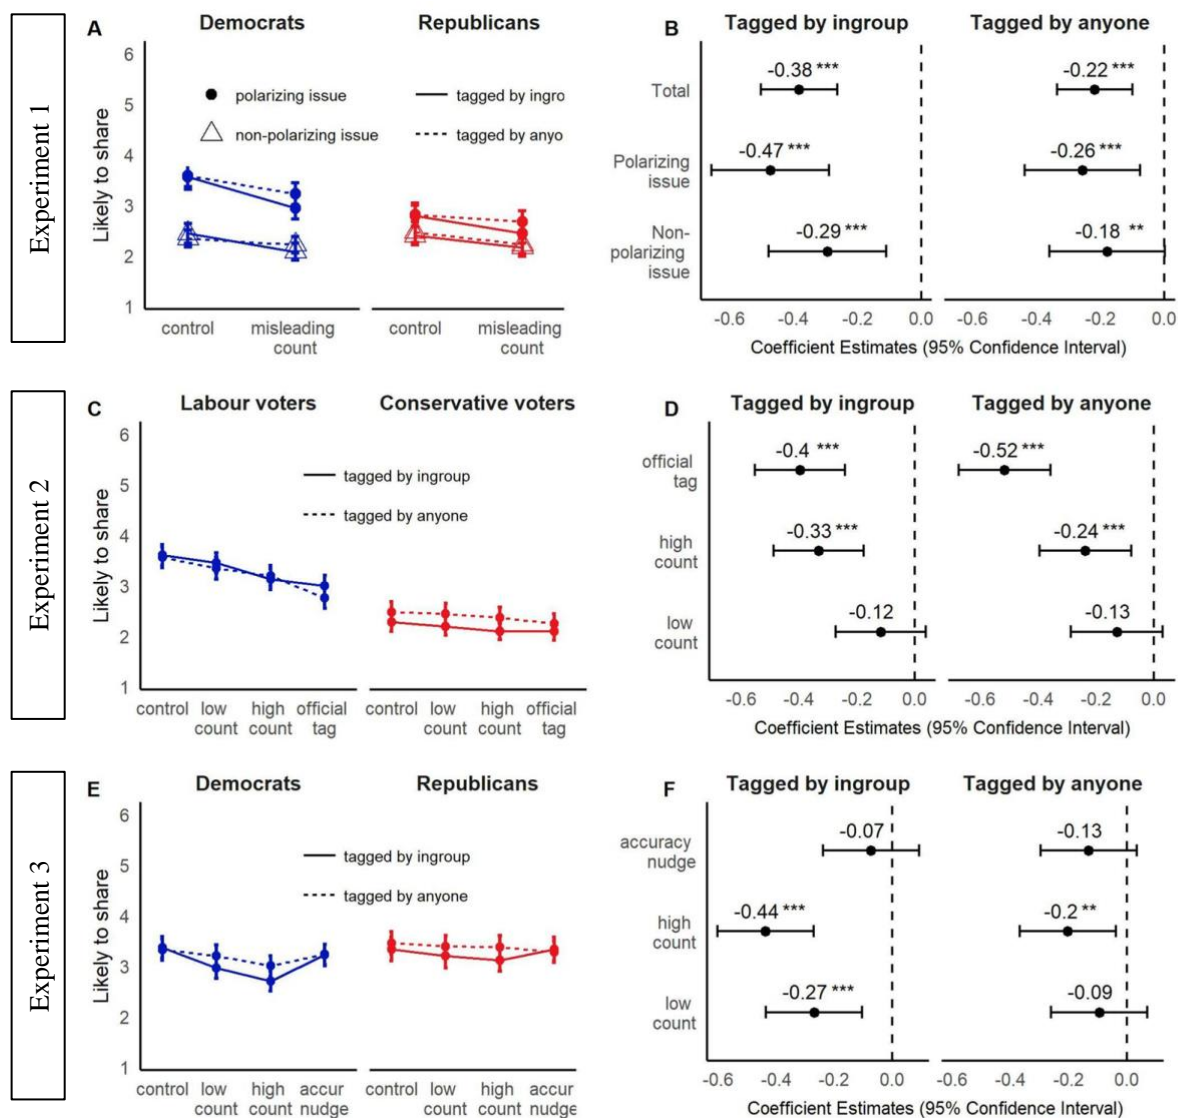 Experiment 1
A
Democrats
Republicans
Likely to share
6
5
4
3
2
1
polarizing issue
non-polarizing issue
tagged by ingro
tagged by anyo
control
misleading
count
control
misleading
count
B
Tagged by ingroup
Tagged by anyone
Total
-0.38 ***
-0.22 ***
Polarizing
issue
-0.47 ***
-0.26 ***
Non-
polarizing
issue
-0.29 ***
-0.18 **
-0.6 -0.4 -0.2 0.0
-0.6 -0.4 -0.2 0.0
Coefficient Estimates (95% Confidence Interval)
Experiment 2
C
Labour voters
Conservative voters
Likely to share
6
5
4
3
2
1
tagged by ingroup
tagged by anyone
control low high official
count count tag
control low high official
count count tag
D
Tagged by ingroup
Tagged by anyone
official
tag
-0.4 ***
-0.52 ***
high
count
-0.33 ***
-0.24 ***
low
count
-0.12
-0.13
-0.6 -0.4 -0.2 0.0
-0.6 -0.4 -0.2 0.0
Coefficient Estimates (95% Confidence Interval)
Experiment 3
E
Democrats
Republicans
Likely to share
6
5
4
3
2
1
tagged by ingroup
tagged by anyone
control low high accur
count count nudge
control low high accur
count count nudge
F
Tagged by ingroup
Tagged by anyone
accuracy
nudge
-0.07
-0.13
high
count
-0.44 ***
-0.2 **
low
count
-0.27 ***
-0.09
-0.6 -0.4 -0.2 0.0
-0.6 -0.4 -0.2 0.0
Coefficient Estimates (95% Confidence Interval)